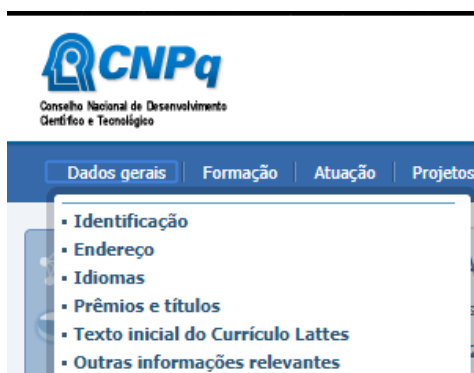 CNPq
Conselho Nacional de Desenvolvimento
Científico e Tecnológico
Dados gerais Formação Atuação Projetos
Identificação
Endereço
Idiomas
Prêmios e títulos
Texto inicial do Currículo Lattes
Outras informações relevantes